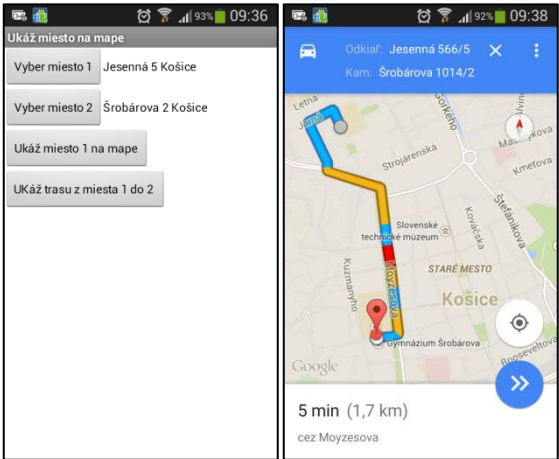 93% 09:36
Ukáž miesto na mape
Vyber miesto 1 Jesenná 5 Košice
Vyber miesto 2 Šrobárova 2 Košice
Ukáž miesto 1 na mape
UKáž trasu z miesta 1 do 2
92% 09:38
Odkiaľ: Jesenná 566/5
Kam: Šrobárova 1014/2
Letná
Jarná
Gorkého
Strojárenská
Kmeťova
Štefánikova
Kováčska
Slovenské
technické múzeum
Moyzesova
Kuzmányho
STARÉ MESTO
Košice
Gymnázium Šrobárova
Google
5 min (1,7 km)
cez Moyzesova